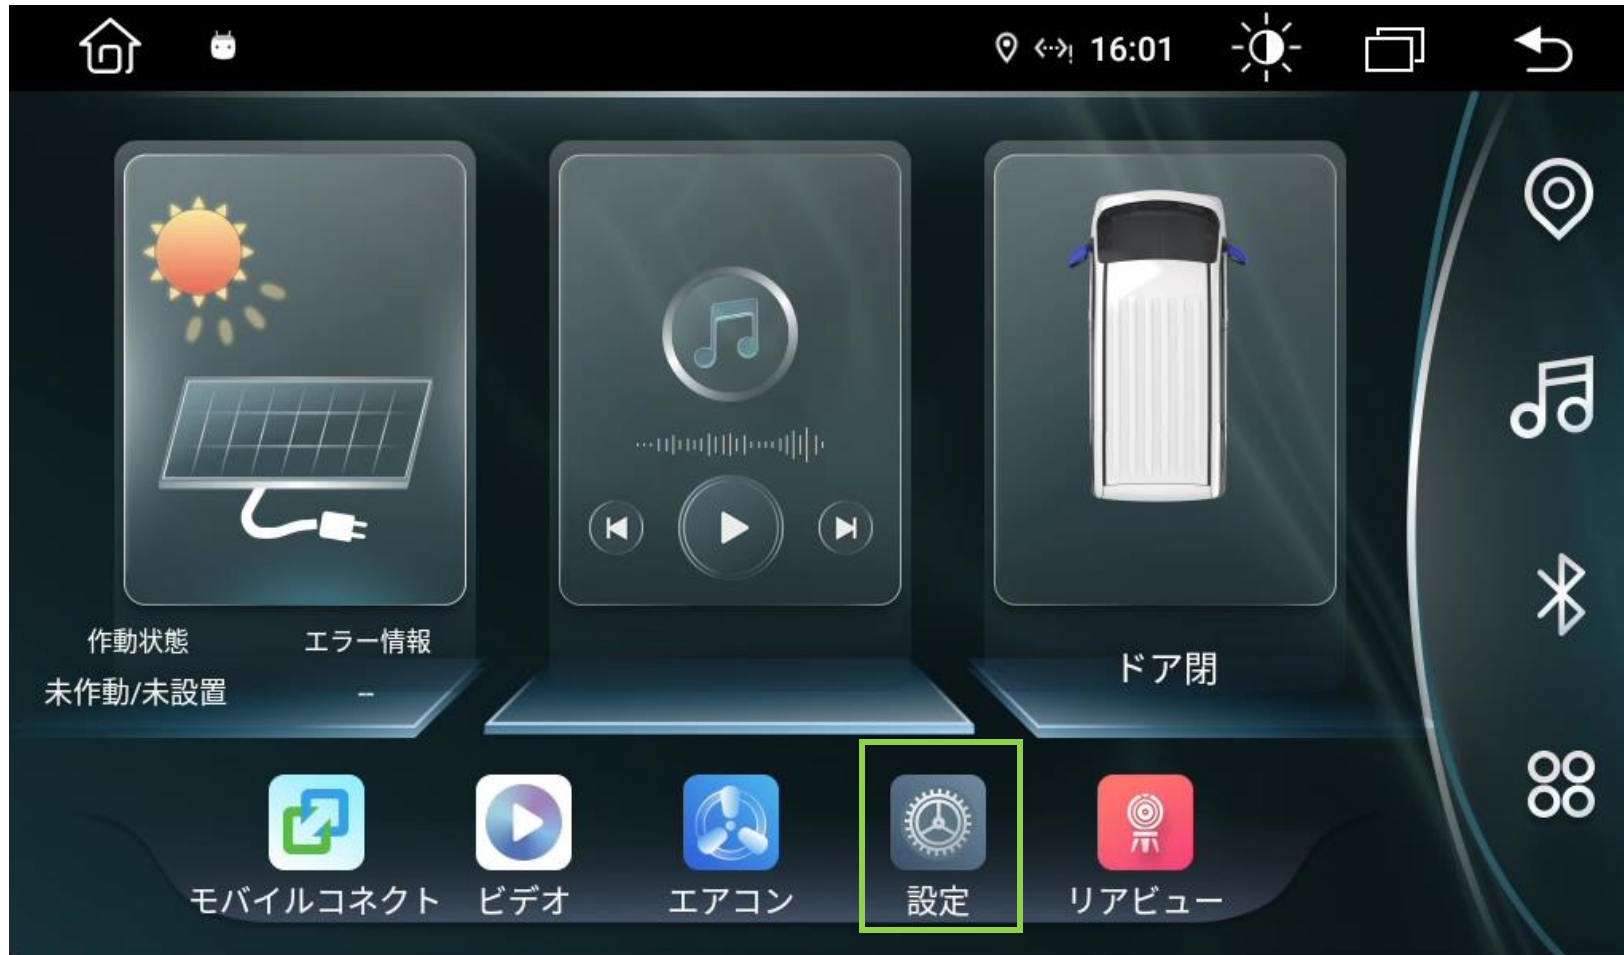 16:01
作動状態 エラー情報
未作動/未設置 --
ドア閉
モバイルコネクト ビデオ エアコン 設定 リアビュー